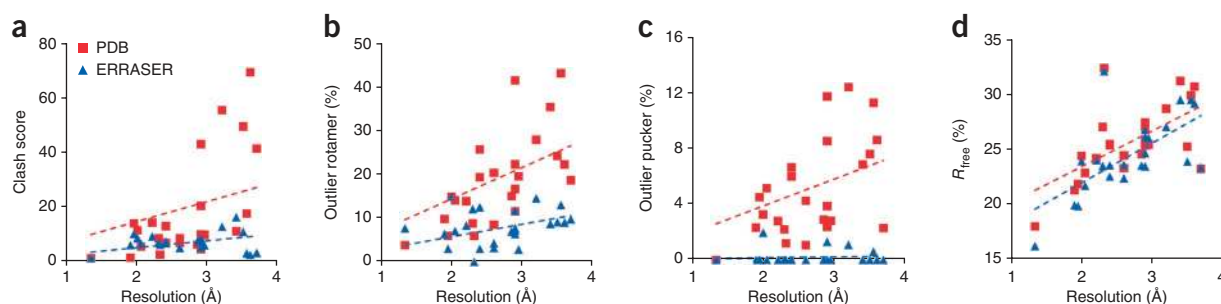 a
80
60
40
20
0
Clash score
PDB
ERRASER
1 2 3 4
Resolution (Å)
b
50
40
30
20
10
0
Outlier rotamer (%)
1 2 3 4
Resolution (Å)
c
16
12
8
4
0
Outlier pucker (%)
1 2 3 4
Resolution (Å)
d
35
30
25
20
15
Rfree (%)
1 2 3 4
Resolution (Å)